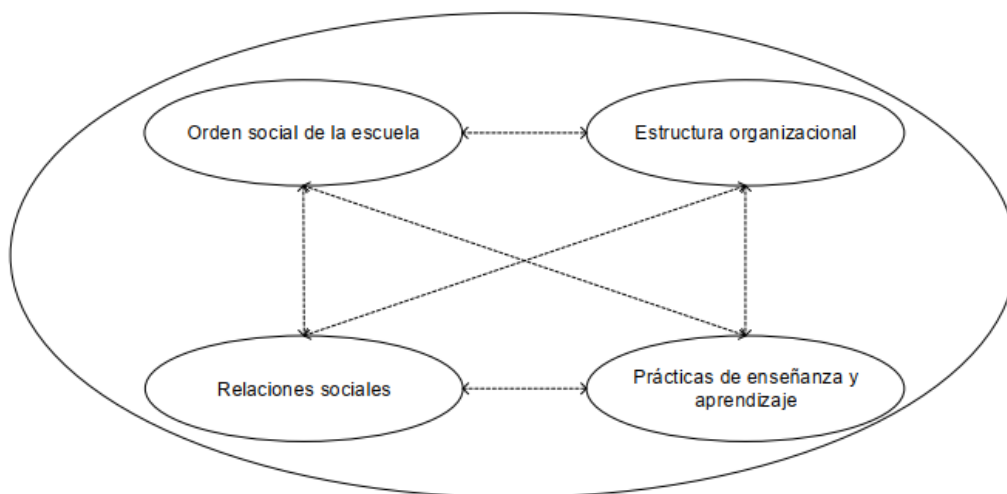 Orden social de la escuela
Estructura organizacional
Relaciones sociales
Prácticas de enseñanza y
aprendizaje